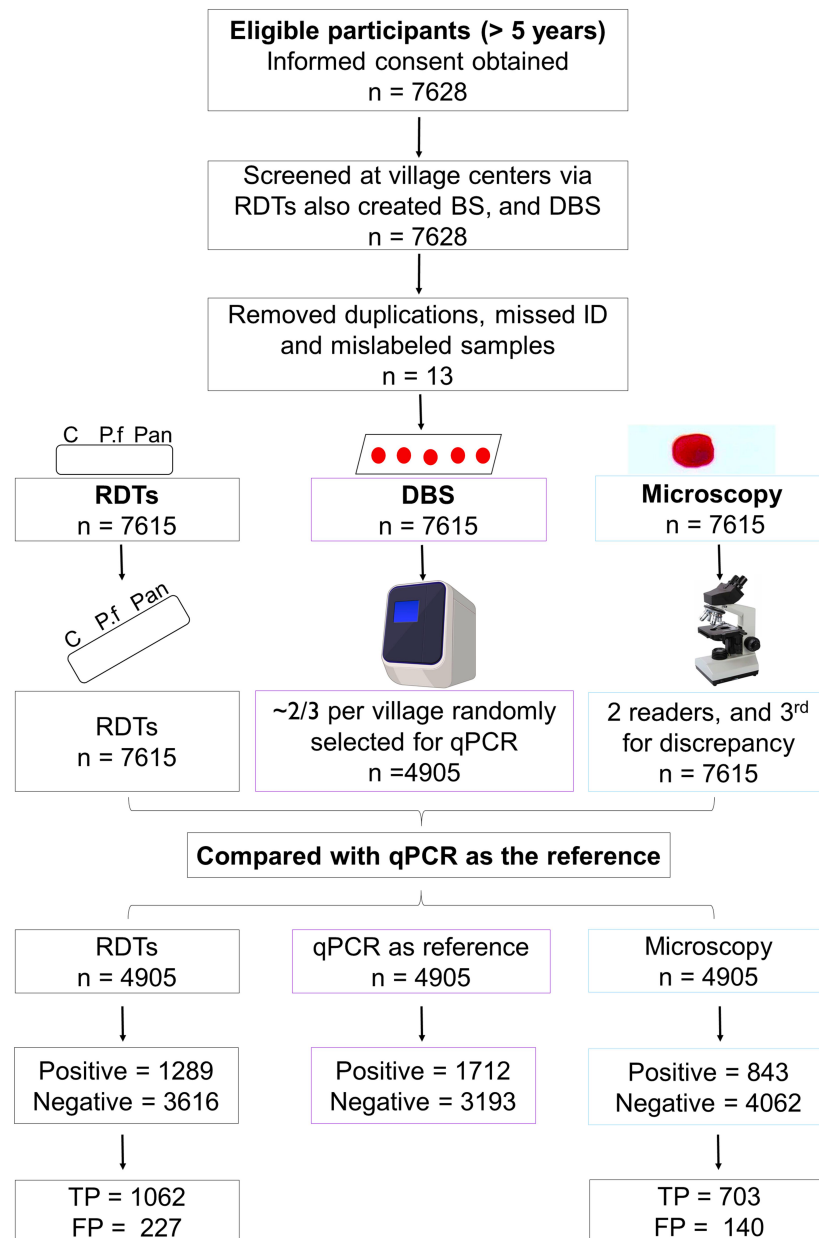 Eligible participants (> 5 years)
Informed consent obtained
n = 7628
Screened at village centers via
RDTs also created BS, and DBS
n = 7628
Removed duplications, missed ID
and mislabeled samples
n = 13
C P.f Pan
RDTs
n = 7615
DBS
n = 7615
Microscopy
n = 7615
C P.f Pan
RDTs
n = 7615
~2/3 per village randomly
selected for qPCR
n =4905
2 readers, and 3rd
for discrepancy
n = 7615
Compared with qPCR as the reference
RDTs
n = 4905
qPCR as reference
n = 4905
Microscopy
n = 4905
Positive = 1289
Negative = 3616
Positive = 1712
Negative = 3193
Positive = 843
Negative = 4062
TP = 1062
FP = 227
TP = 703
FP = 140